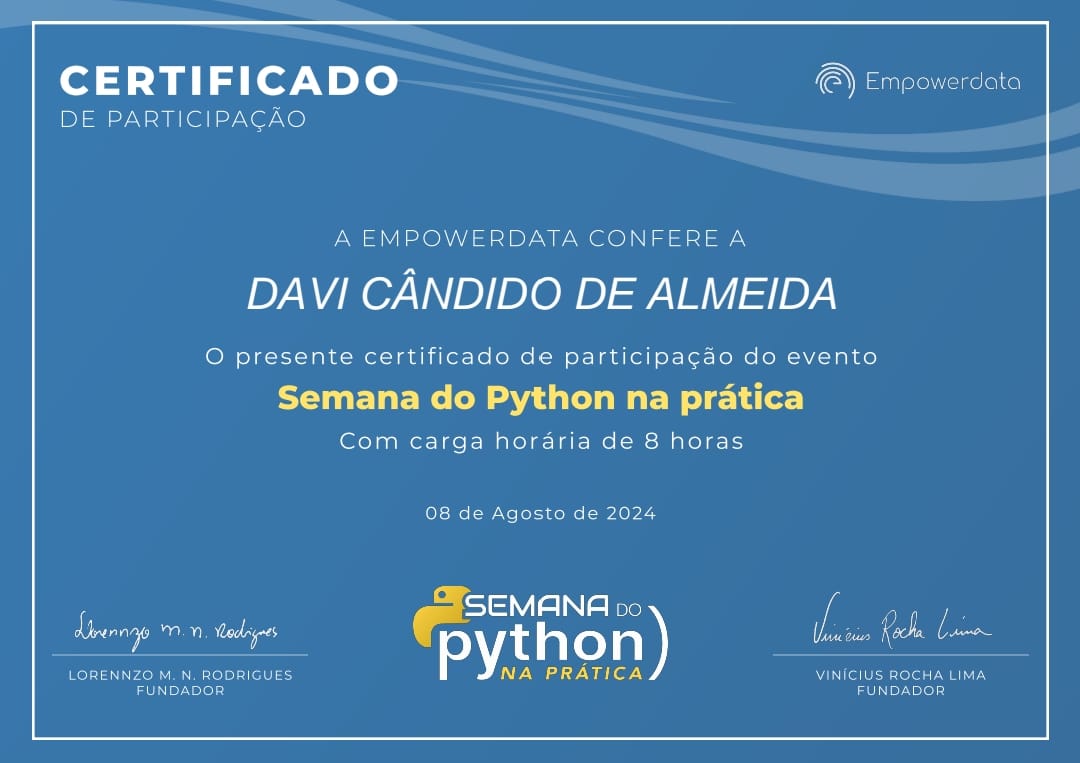 CERTIFICADO
DE PARTICIPAÇÃO
Empowerdata
A EMPOWERDATA CONFERE A
DAVI CÂNDIDO DE ALMEIDA
O presente certificado de participação do evento
Semana do Python na prática
Com carga horária de 8 horas
08 de Agosto de 2024
Lorennzo M. N. Rodrigues
LORENNZO M. N. RODRIGUES
FUNDADOR
SEMANA DO
python)
NA PRÁTICA
Vinícius Rocha Lima
VINÍCIUS ROCHA LIMA
FUNDADOR